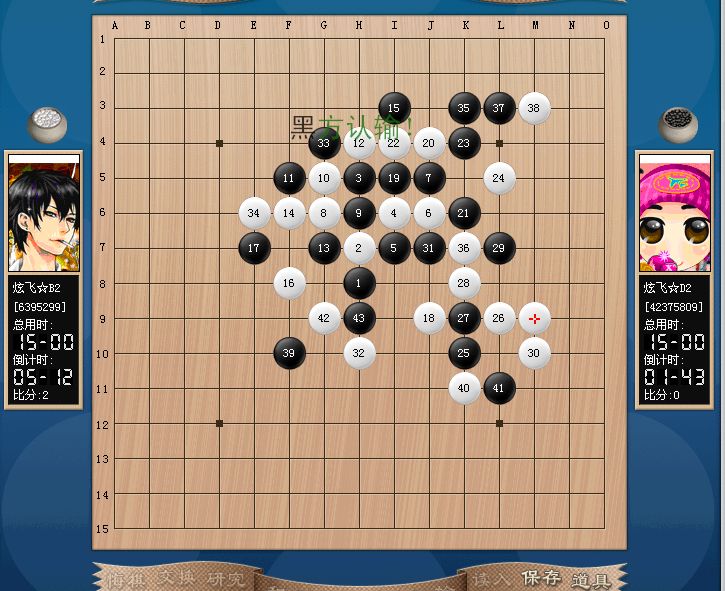 A B C D E F G H I J K L M N O
1
2
3 15 35 37 38
黑方认输!
4 33 12 22 20 23
5 11 10 3 19 7 24
6 34 14 8 9 4 6 21
7 17 13 2 5 31 36 29
8 16 1 28
9 42 43 18 27 26
10 39 32 25 30
11 40 41
12
13
14
15
炫飞☆B2
[6395299]
总用时:
15-00
倒计时:
05-12
比分:2
炫飞☆D2
[42375809]
总用时:
15-00
倒计时:
01-43
比分:0
悔棋 交换 研究
读入 保存 道具